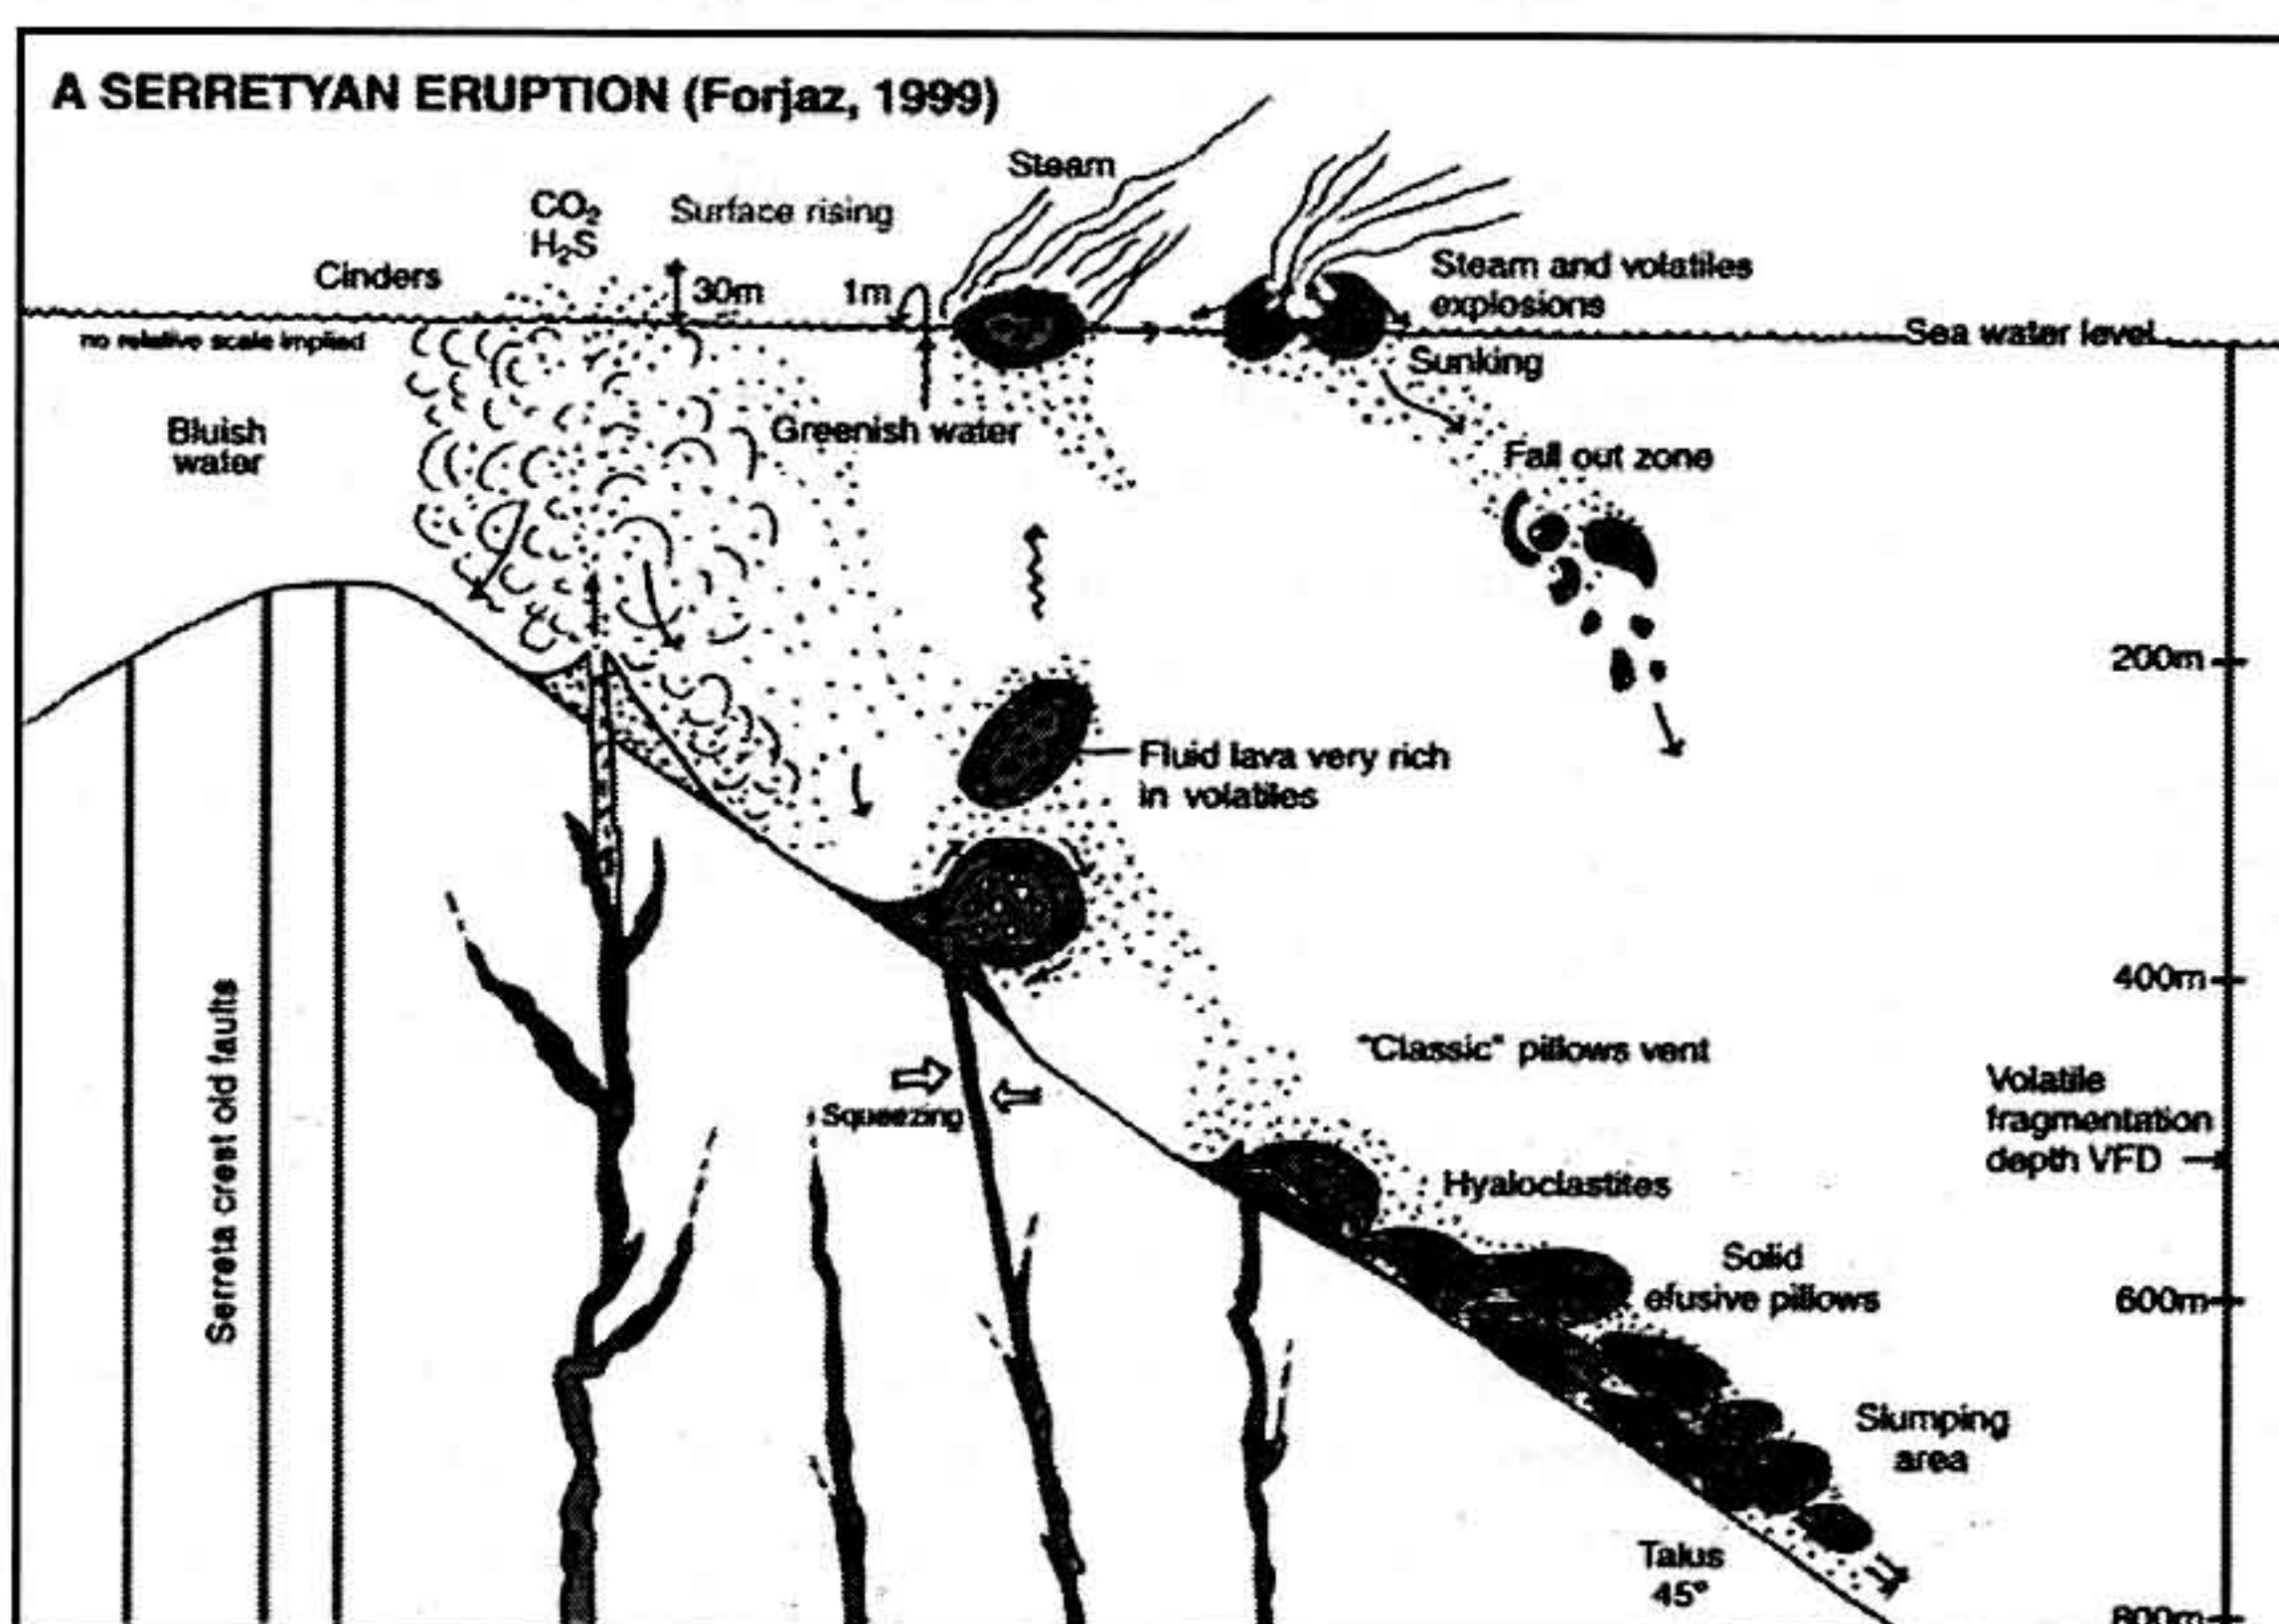 A SERRETYAN ERUPTION (Forjaz, 1999)
Steam
CO₂
H₂S
Surface rising
Cinders
30m
1m
Steam and volatiles
explosions
no relative scale implied
Sea water level
Sunking
Bluish
water
Greenish water
Fall out zone
200m
Fluid lava very rich
in volatiles
400m
"Classic" pillows vent
Volatile
fragmentation
depth VFD
Squeezing
Serreta crest old faults
Hyaloclastites
Solid
efusive pillows
600m
Slumping
area
Talus
45°
800m